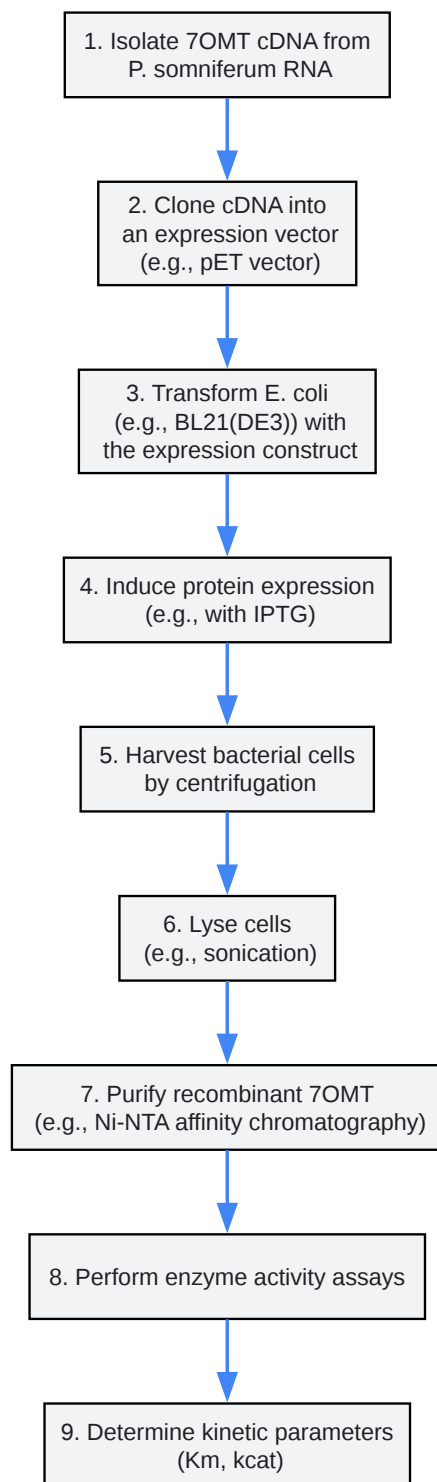 1. Isolate 7OMT cDNA from
P. somniferum RNA
2. Clone cDNA into
an expression vector
(e.g., pET vector)
3. Transform E. coli
(e.g., BL21(DE3)) with
the expression construct
4. Induce protein expression
(e.g., with IPTG)
5. Harvest bacterial cells
by centrifugation
6. Lyse cells
(e.g., sonication)
7. Purify recombinant 7OMT
(e.g., Ni-NTA affinity chromatography)
8. Perform enzyme activity assays
9. Determine kinetic parameters
(Km, kcat)